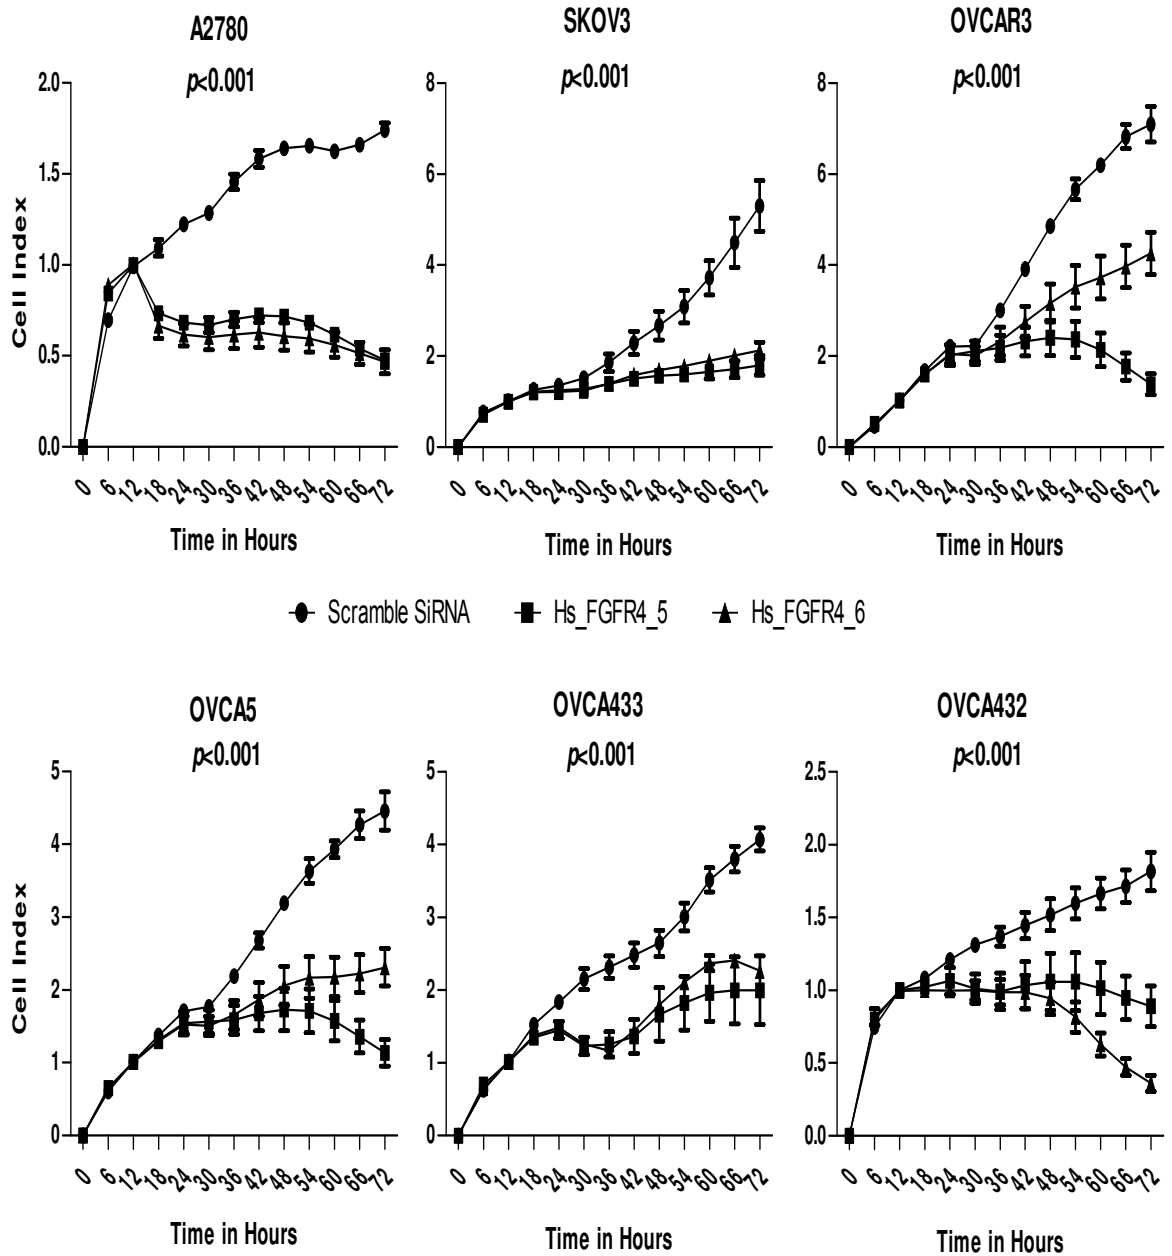 A2780
p<0.001
2.0
1.5
1.0
0.5
0.0
Cell Index
0 6 12 18 24 30 36 42 48 54 60 66 72
Time in Hours
SKOV3
p<0.001
8
6
4
2
0
0 6 12 18 24 30 36 42 48 54 60 66 72
Time in Hours
OVCAR3
p<0.001
8
6
4
2
0
0 6 12 18 24 30 36 42 48 54 60 66 72
Time in Hours
Scramble SiRNA Hs_FGFR4_5 Hs_FGFR4_6
OVCA5
p<0.001
5
4
3
2
1
0
Cell Index
0 6 12 18 24 30 36 42 48 54 60 66 72
Time in Hours
OVCA433
p<0.001
5
4
3
2
1
0
0 6 12 18 24 30 36 42 48 54 60 66 72
Time in Hours
OVCA432
p<0.001
2.5
2.0
1.5
1.0
0.5
0.0
0 6 12 18 24 30 36 42 48 54 60 66 72
Time in Hours